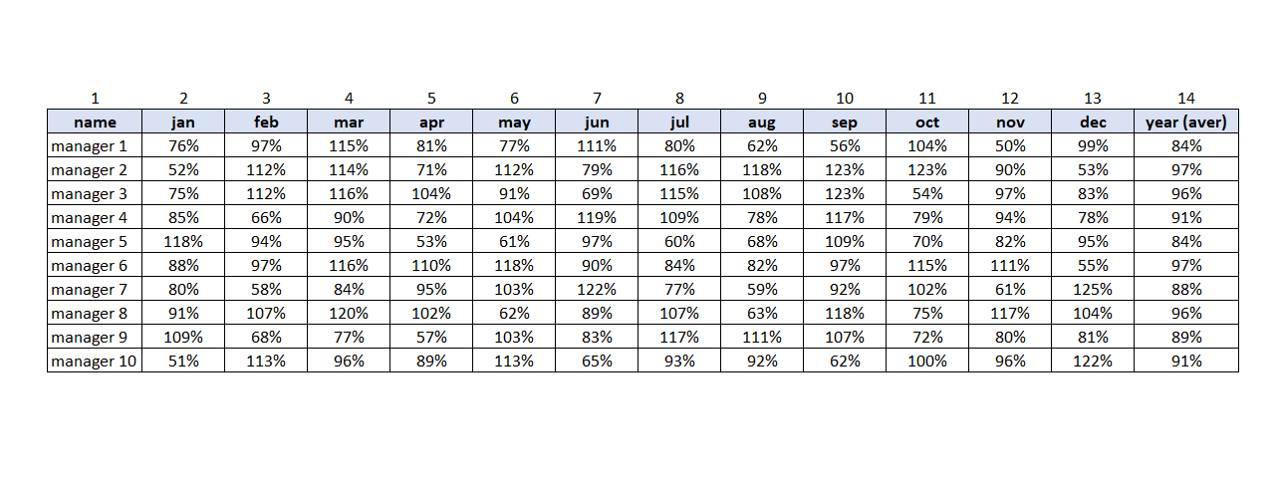 1 2 3 4 5 6 7 8 9 10 11 12 13 14
name jan feb mar apr may jun jul aug sep oct nov dec year (aver)
manager 1 76% 97% 115% 81% 77% 111% 80% 62% 56% 104% 50% 99% 84%
manager 2 52% 112% 114% 71% 112% 79% 116% 118% 123% 123% 90% 53% 97%
manager 3 75% 112% 116% 104% 91% 69% 115% 108% 123% 54% 97% 83% 96%
manager 4 85% 66% 90% 72% 104% 119% 109% 78% 117% 79% 94% 78% 91%
manager 5 118% 94% 95% 53% 61% 97% 60% 68% 109% 70% 82% 95% 84%
manager 6 88% 97% 116% 110% 118% 90% 84% 82% 97% 115% 111% 55% 97%
manager 7 80% 58% 84% 95% 103% 122% 77% 59% 92% 102% 61% 125% 88%
manager 8 91% 107% 120% 102% 62% 89% 107% 63% 118% 75% 117% 104% 96%
manager 9 109% 68% 77% 57% 103% 83% 117% 111% 107% 72% 80% 81% 89%
manager 10 51% 113% 96% 89% 113% 65% 93% 92% 62% 100% 96% 122% 91%